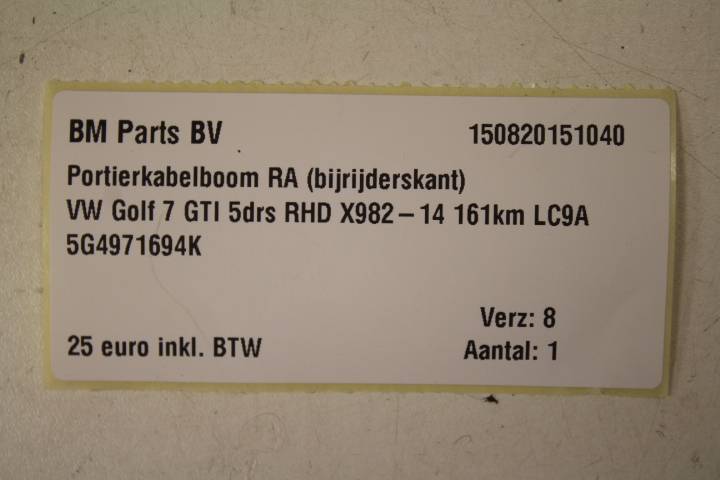 BM Parts BV 150820151040
Portierkabelboom RA (bijrijderskant)
VW Golf 7 GTI 5drs RHD X982 – 14 161km LC9A
5G4971694K
Verz: 8
25 euro inkl. BTW Aantal: 1